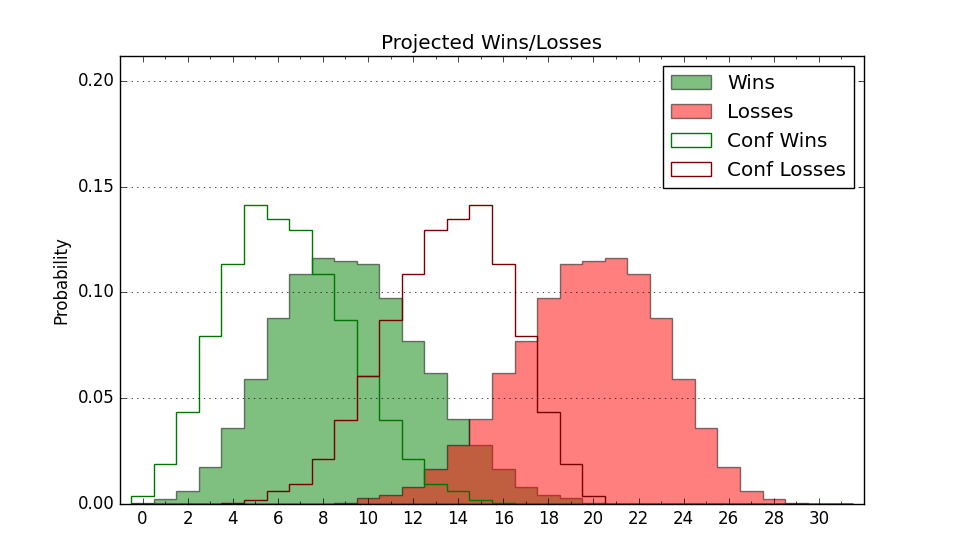 Projected Wins/Losses
0.20
0.15
0.10
0.05
0.00
Probability
Wins
Losses
Conf Wins
Conf Losses
0 2 4 6 8 10 12 14 16 18 20 22 24 26 28 30